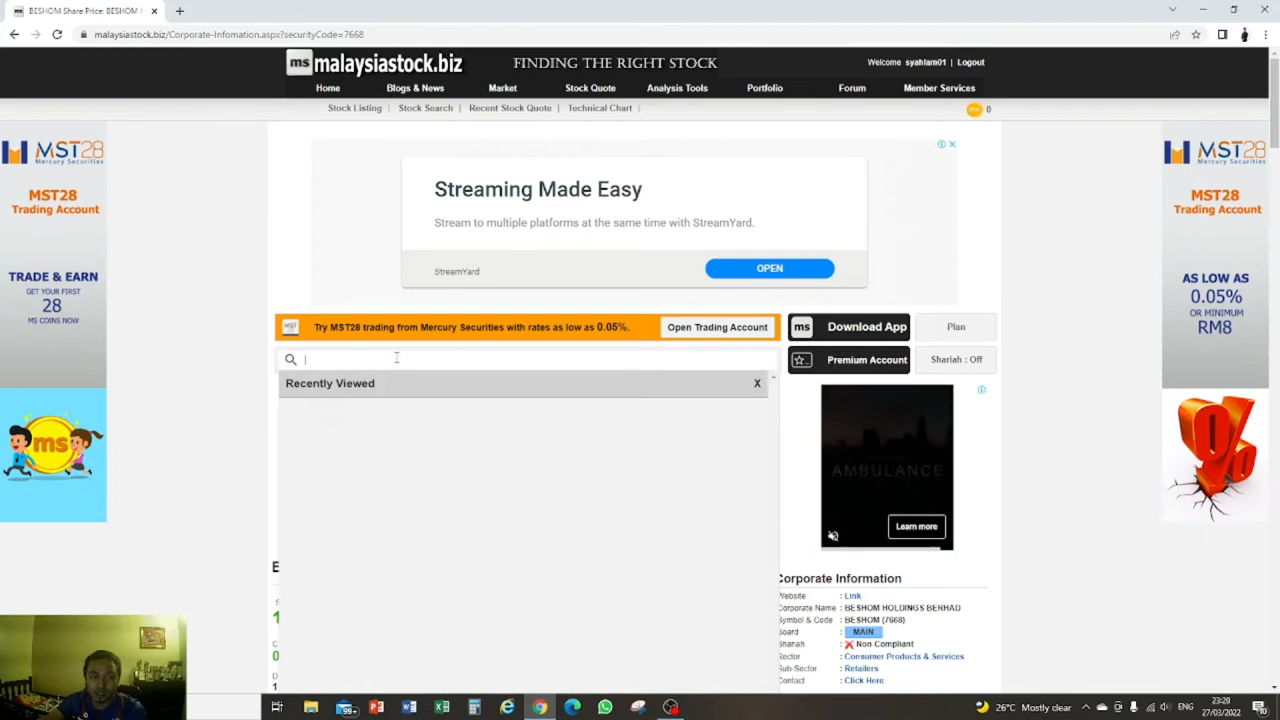 BESHOM Share Price: BESHOM
malaysiastock.biz/Corporate-Infomation.aspx?securityCode=7668
ms malaysiastock.biz
FINDING THE RIGHT STOCK
Welcome syahlam01 | Logout
Home
Blogs & News
Market
Stock Quote
Analysis Tools
Portfolio
Forum
Member Services
Stock Listing | Stock Search | Recent Stock Quote | Technical Chart |
0
MST28
Mercury Securities
MST28
Trading Account
TRADE & EARN
GET YOUR FIRST
28
MS COINS NOW
ms
Streaming Made Easy
Stream to multiple platforms at the same time with StreamYard.
StreamYard
OPEN
MST Try MST28 trading from Mercury Securities with rates as low as 0.05%.
Open Trading Account
ms Download App
Plan
Premium Account
Shariah : Off
Recently Viewed
X
AMBULANCE
Learn more
Corporate Information
Website : Link
Corporate Name : BESHOM HOLDINGS BERHAD
Symbol & Code : BESHOM (7668)
Board : MAIN
Shariah : Non Compliant
Sector : Consumer Products & Services
Sub-Sector : Retailers
Contact : Click Here
MST28
Mercury Securities
MST28
Trading Account
AS LOW AS
0.05%
OR MINIMUM
RM8
%
99+
26°C Mostly clear
23:20
27/03/2022
10